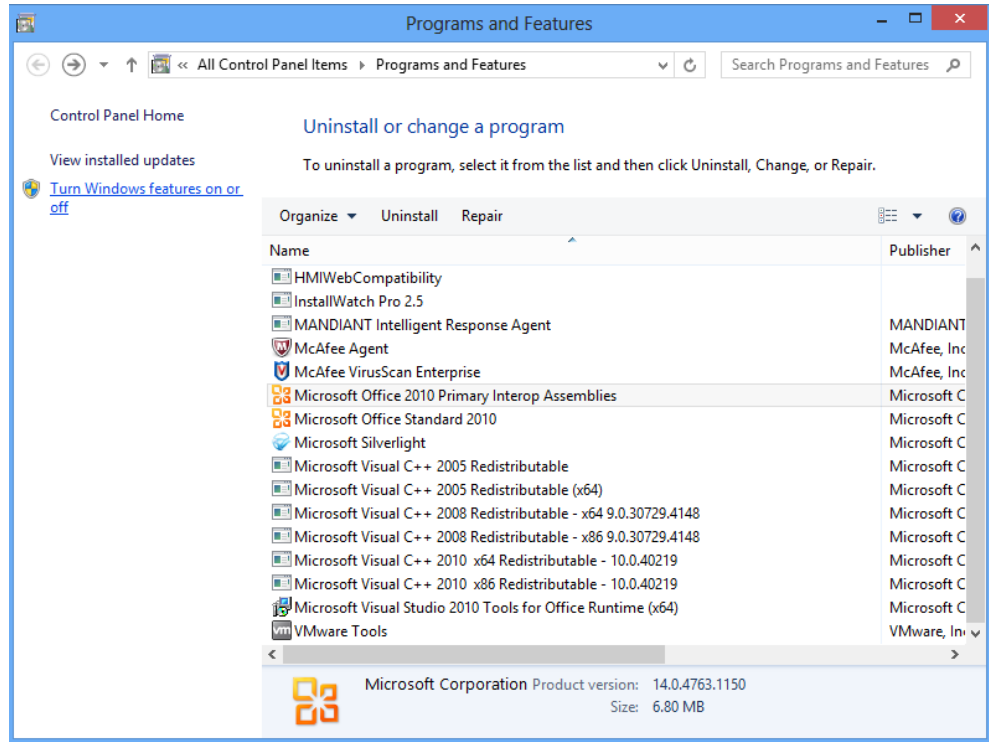 Programs and Features
« All Control Panel Items Programs and Features
Search Programs and Features
Control Panel Home
View installed updates
Turn Windows features on or
off
Uninstall or change a program
To uninstall a program, select it from the list and then click Uninstall, Change, or Repair.
Organize Uninstall Repair
Name Publisher
HMIWebCompatibility
InstallWatch Pro 2.5
MANDIANT Intelligent Response Agent MANDIANT
McAfee Agent McAfee, Inc
McAfee VirusScan Enterprise McAfee, Inc
Microsoft Office 2010 Primary Interop Assemblies Microsoft C
Microsoft Office Standard 2010 Microsoft C
Microsoft Silverlight Microsoft C
Microsoft Visual C++ 2005 Redistributable Microsoft C
Microsoft Visual C++ 2005 Redistributable (x64) Microsoft C
Microsoft Visual C++ 2008 Redistributable - x64 9.0.30729.4148 Microsoft C
Microsoft Visual C++ 2008 Redistributable - x86 9.0.30729.4148 Microsoft C
Microsoft Visual C++ 2010 x64 Redistributable - 10.0.40219 Microsoft C
Microsoft Visual C++ 2010 x86 Redistributable - 10.0.40219 Microsoft C
Microsoft Visual Studio 2010 Tools for Office Runtime (x64) Microsoft C
vm VMware Tools VMware, In
Microsoft Corporation Product version: 14.0.4763.1150
Size: 6.80 MB